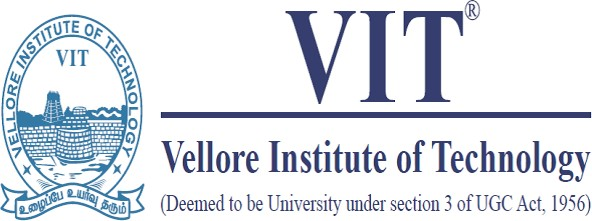 VELLORE INSTITUTE OF TECHNOLOGY
VIT
உழைப்பே உயர்வு தரும்
VIT®
Vellore Institute of Technology
(Deemed to be University under section 3 of UGC Act, 1956)